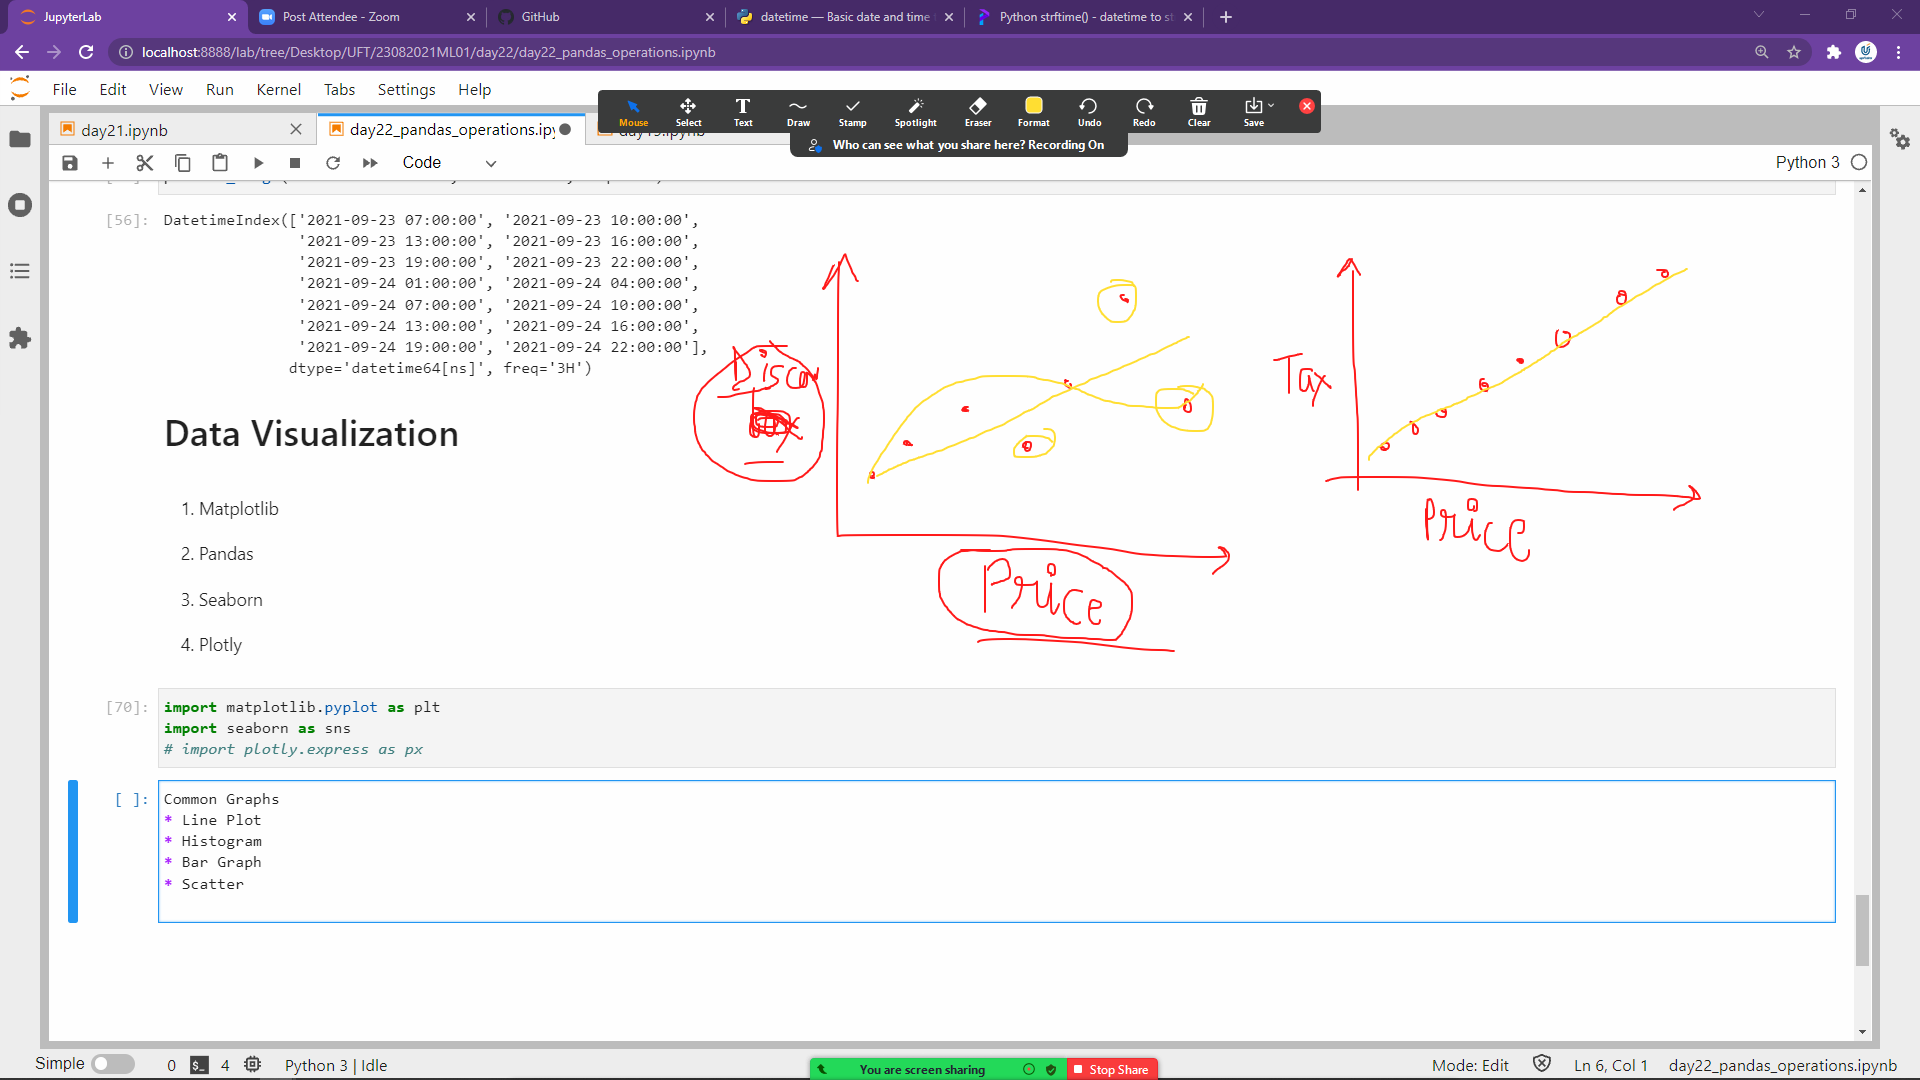 JupyterLab
Post Attendee - Zoom
GitHub
datetime — Basic date and time
Python strftime() - datetime to st
localhost:8888/lab/tree/Desktop/UFT/23082021ML01/day22/day22_pandas_operations.ipynb
File Edit View Run Kernel Tabs Settings Help
Mouse Select Text Draw Stamp Spotlight Eraser Format Undo Redo Clear Save
Who can see what you share here? Recording On
day21.ipynb
day22_pandas_operations.ipy
Code
Python 3
[56]: DatetimeIndex(['2021-09-23 07:00:00', '2021-09-23 10:00:00',
'2021-09-23 13:00:00', '2021-09-23 16:00:00',
'2021-09-23 19:00:00', '2021-09-23 22:00:00',
'2021-09-24 01:00:00', '2021-09-24 04:00:00',
'2021-09-24 07:00:00', '2021-09-24 10:00:00',
'2021-09-24 13:00:00', '2021-09-24 16:00:00',
'2021-09-24 19:00:00', '2021-09-24 22:00:00'],
dtype='datetime64[ns]', freq='3H')
Discou
Price
Tax
Price
Data Visualization
1. Matplotlib
2. Pandas
3. Seaborn
4. Plotly
[70]: import matplotlib.pyplot as plt
import seaborn as sns
# import plotly.express as px
[ ]: Common Graphs
* Line Plot
* Histogram
* Bar Graph
* Scatter
Simple 0 $_ 4 Python 3 | Idle
You are screen sharing
Stop Share
Mode: Edit Ln 6, Col 1 day22_pandas_operations.ipynb